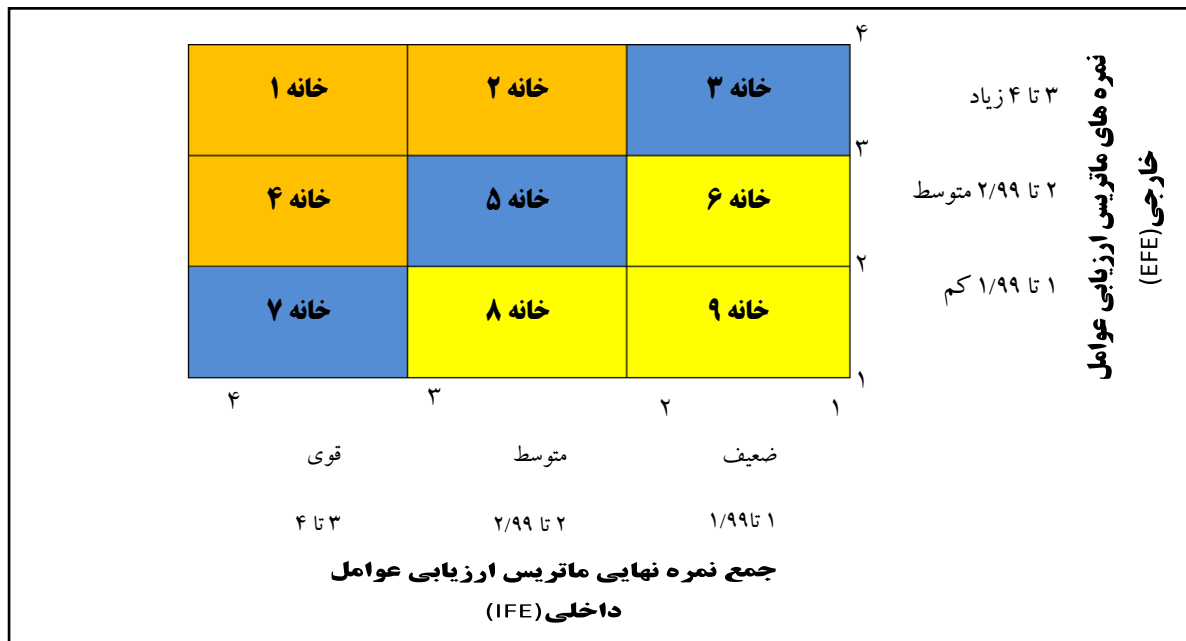 ۴
خانه ۱
خانه ۲
خانه ۳
۳ تا ۴ زیاد
۳
خانه ۴
خانه ۵
خانه ۶
۲ تا ۲/۹۹ متوسط
۲
خانه ۷
خانه ۸
خانه ۹
۱ تا ۱/۹۹ کم
۱
نمره های ماتریس ارزیابی عوامل
خارجی(EFE)
۴
۳
۲
۱
قوی
متوسط
ضعیف
۳ تا ۴
۲ تا ۲/۹۹
۱ تا۱/۹۹
جمع نمره نهایی ماتریس ارزیابی عوامل
داخلی(IFE)